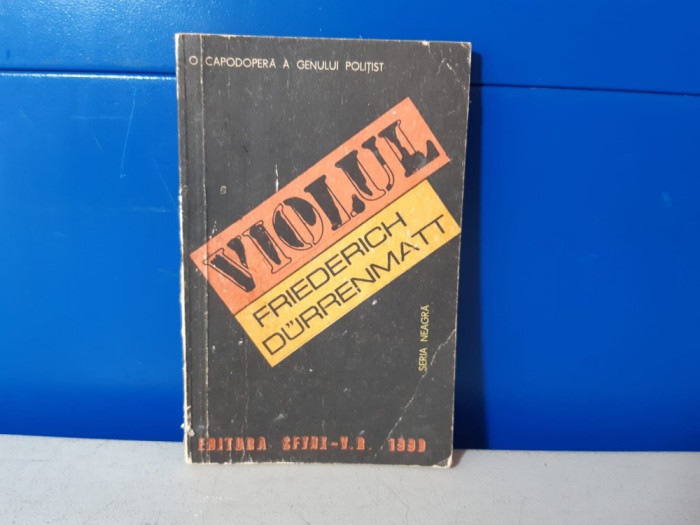 O CAPODOPERĂ A GENULUI POLIȚIST
VIOLUL
FRIEDERICH
DÜRRENMATT
SERIA NEAGRĂ
EDITURA SFYNX-V.B. 1990